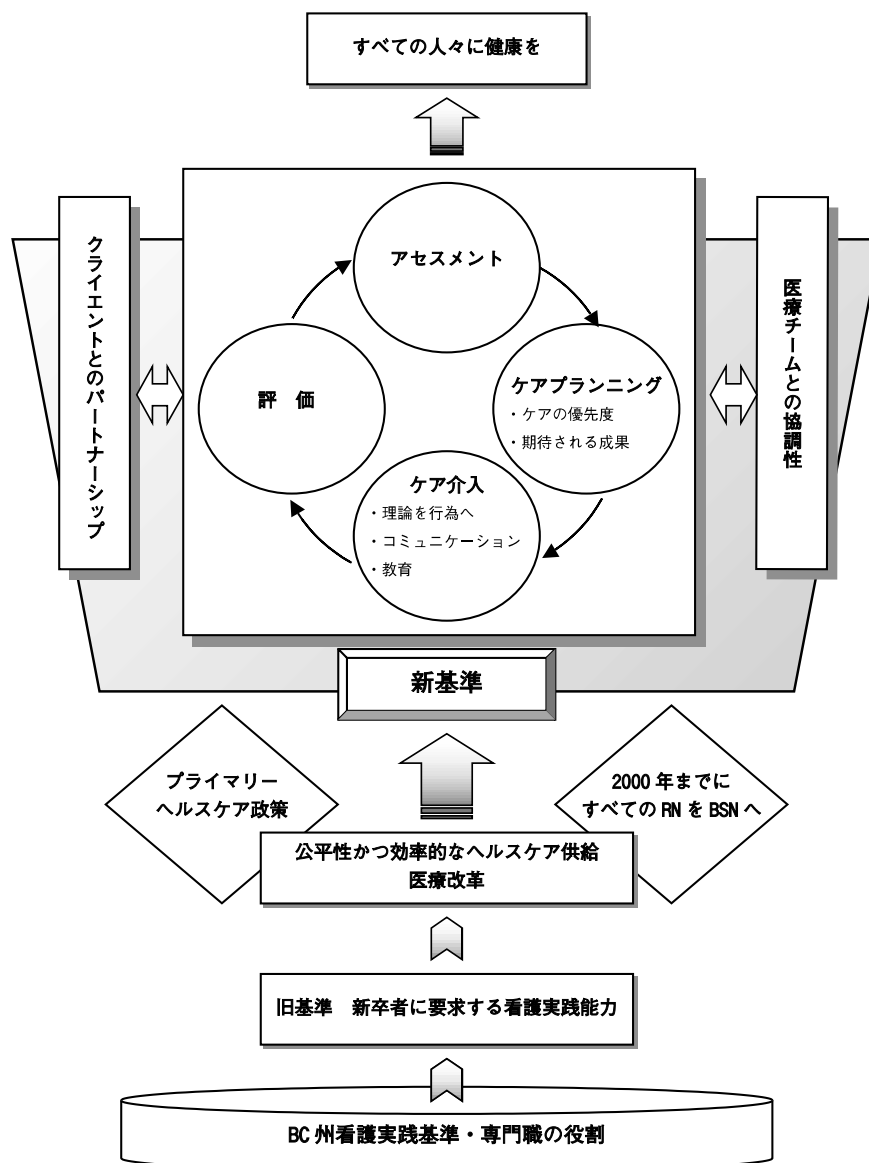 すべての人々に健康を
クライエントとのパートナーシップ
アセスメント
評　価
ケアプランニング
・ケアの優先度
・期待される成果
ケア介入
・理論を行為へ
・コミュニケーション
・教育
医療チームとの協調性
新基準
プライマリー
ヘルスケア政策
2000 年までに
すべての RN を BSN へ
公平性かつ効率的なヘルスケア供給
医療改革
旧基準　新卒者に要求する看護実践能力
BC 州看護実践基準・専門職の役割